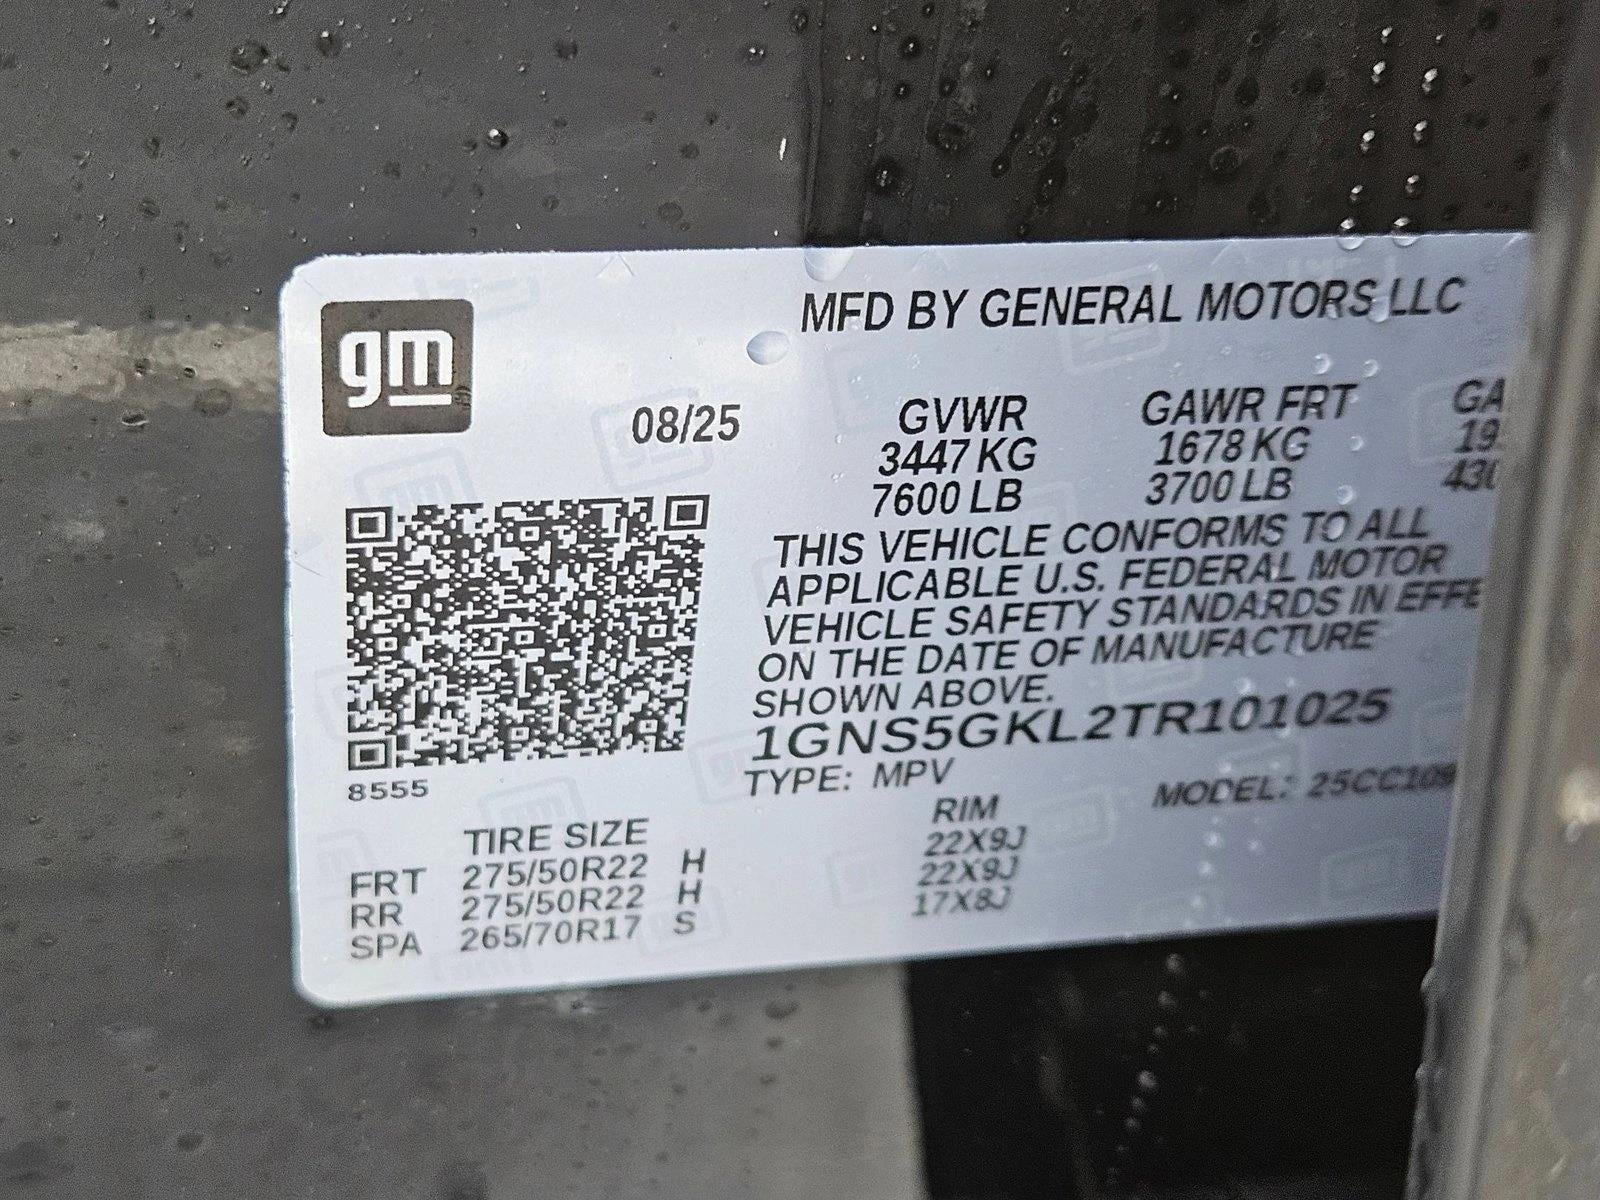 gm
MFD BY GENERAL MOTORS LLC
08/25
GVWR GAWR FRT
3447 KG 1678 KG
7600 LB 3700 LB
THIS VEHICLE CONFORMS TO ALL
APPLICABLE U.S. FEDERAL MOTOR
VEHICLE SAFETY STANDARDS IN EFFE
ON THE DATE OF MANUFACTURE
SHOWN ABOVE.
1GNS5GKL2TR101025
8555
TYPE: MPV MODEL: 25CC109
TIRE SIZE RIM
FRT 275/50R22 H 22X9J
RR 275/50R22 H 22X9J
SPA 265/70R17 S 17X8J